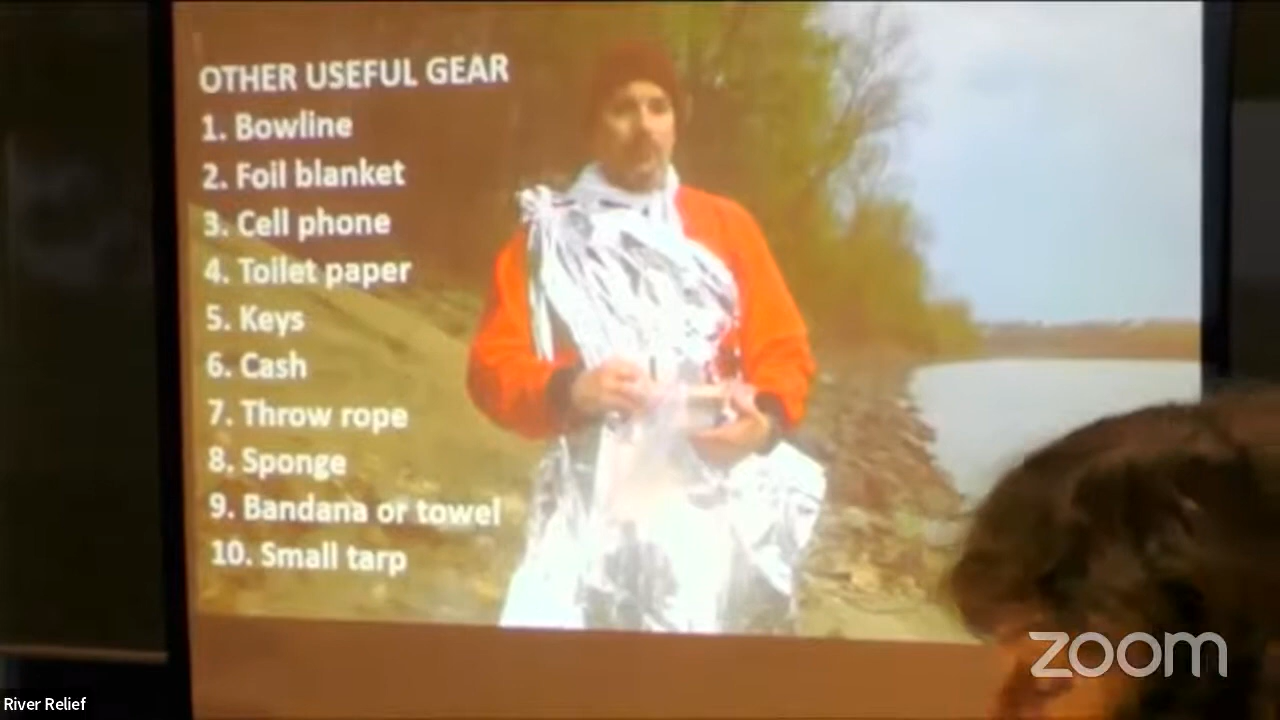 OTHER USEFUL GEAR
1. Bowline
2. Foil blanket
3. Cell phone
4. Toilet paper
5. Keys
6. Cash
7. Throw rope
8. Sponge
9. Bandana or towel
10. Small tarp
zoom
River Relief